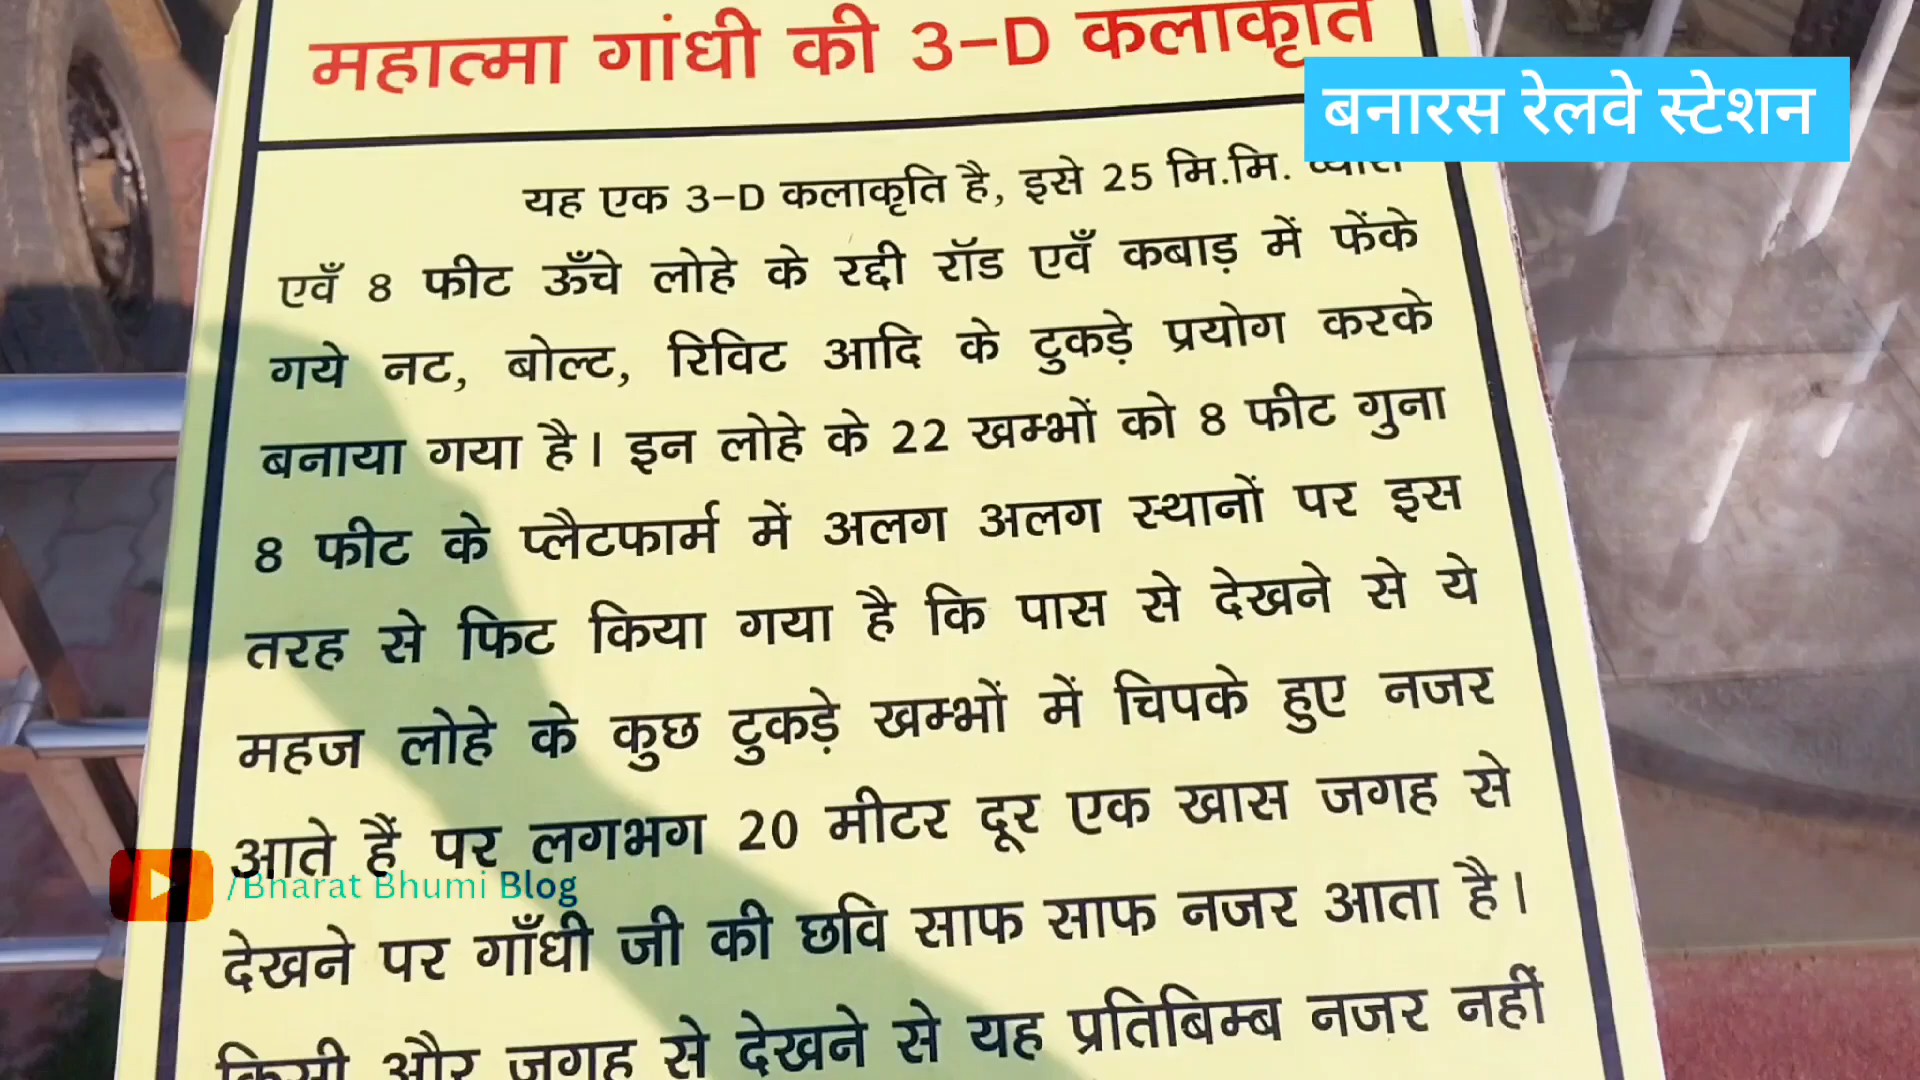 महात्मा गांधी की 3-D कलाकृति
बनारस रेलवे स्टेशन
यह एक 3-D कलाकृति है, इसे 25 मि.मि.
एवँ 8 फीट ऊँचे लोहे के रद्दी रॉड एवँ कबाड़ में फेंके
गये नट, बोल्ट, रिविट आदि के टुकड़े प्रयोग करके
बनाया गया है। इन लोहे के 22 खम्भों को 8 फीट गुना
8 फीट के प्लैटफार्म में अलग अलग स्थानों पर इस
तरह से फिट किया गया है कि पास से देखने से ये
महज लोहे के कुछ टुकड़े खम्भों में चिपके हुए नजर
आते हैं पर लगभग 20 मीटर दूर एक खास जगह से
/Bharat Bhumi Blog
देखने पर गाँधी जी की छवि साफ साफ नजर आता है।
किसी और जगह से देखने से यह प्रतिबिम्ब नजर नहीं